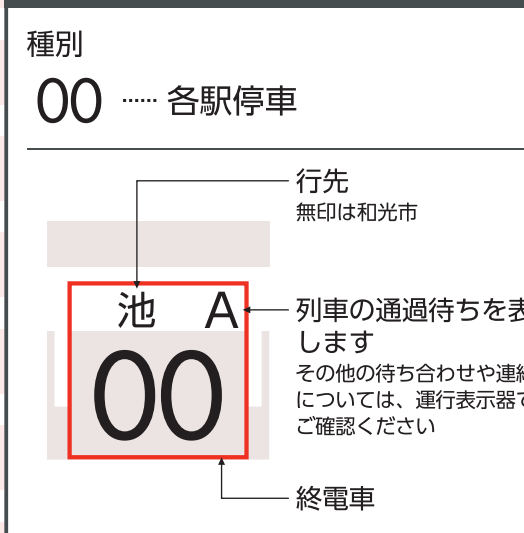 種別
00 …… 各駅停車
行先
無印は和光市
池 A
00
列車の通過待ちを表
します
その他の待ち合わせや連絡
については、運行表示器で
ご確認ください
終電車